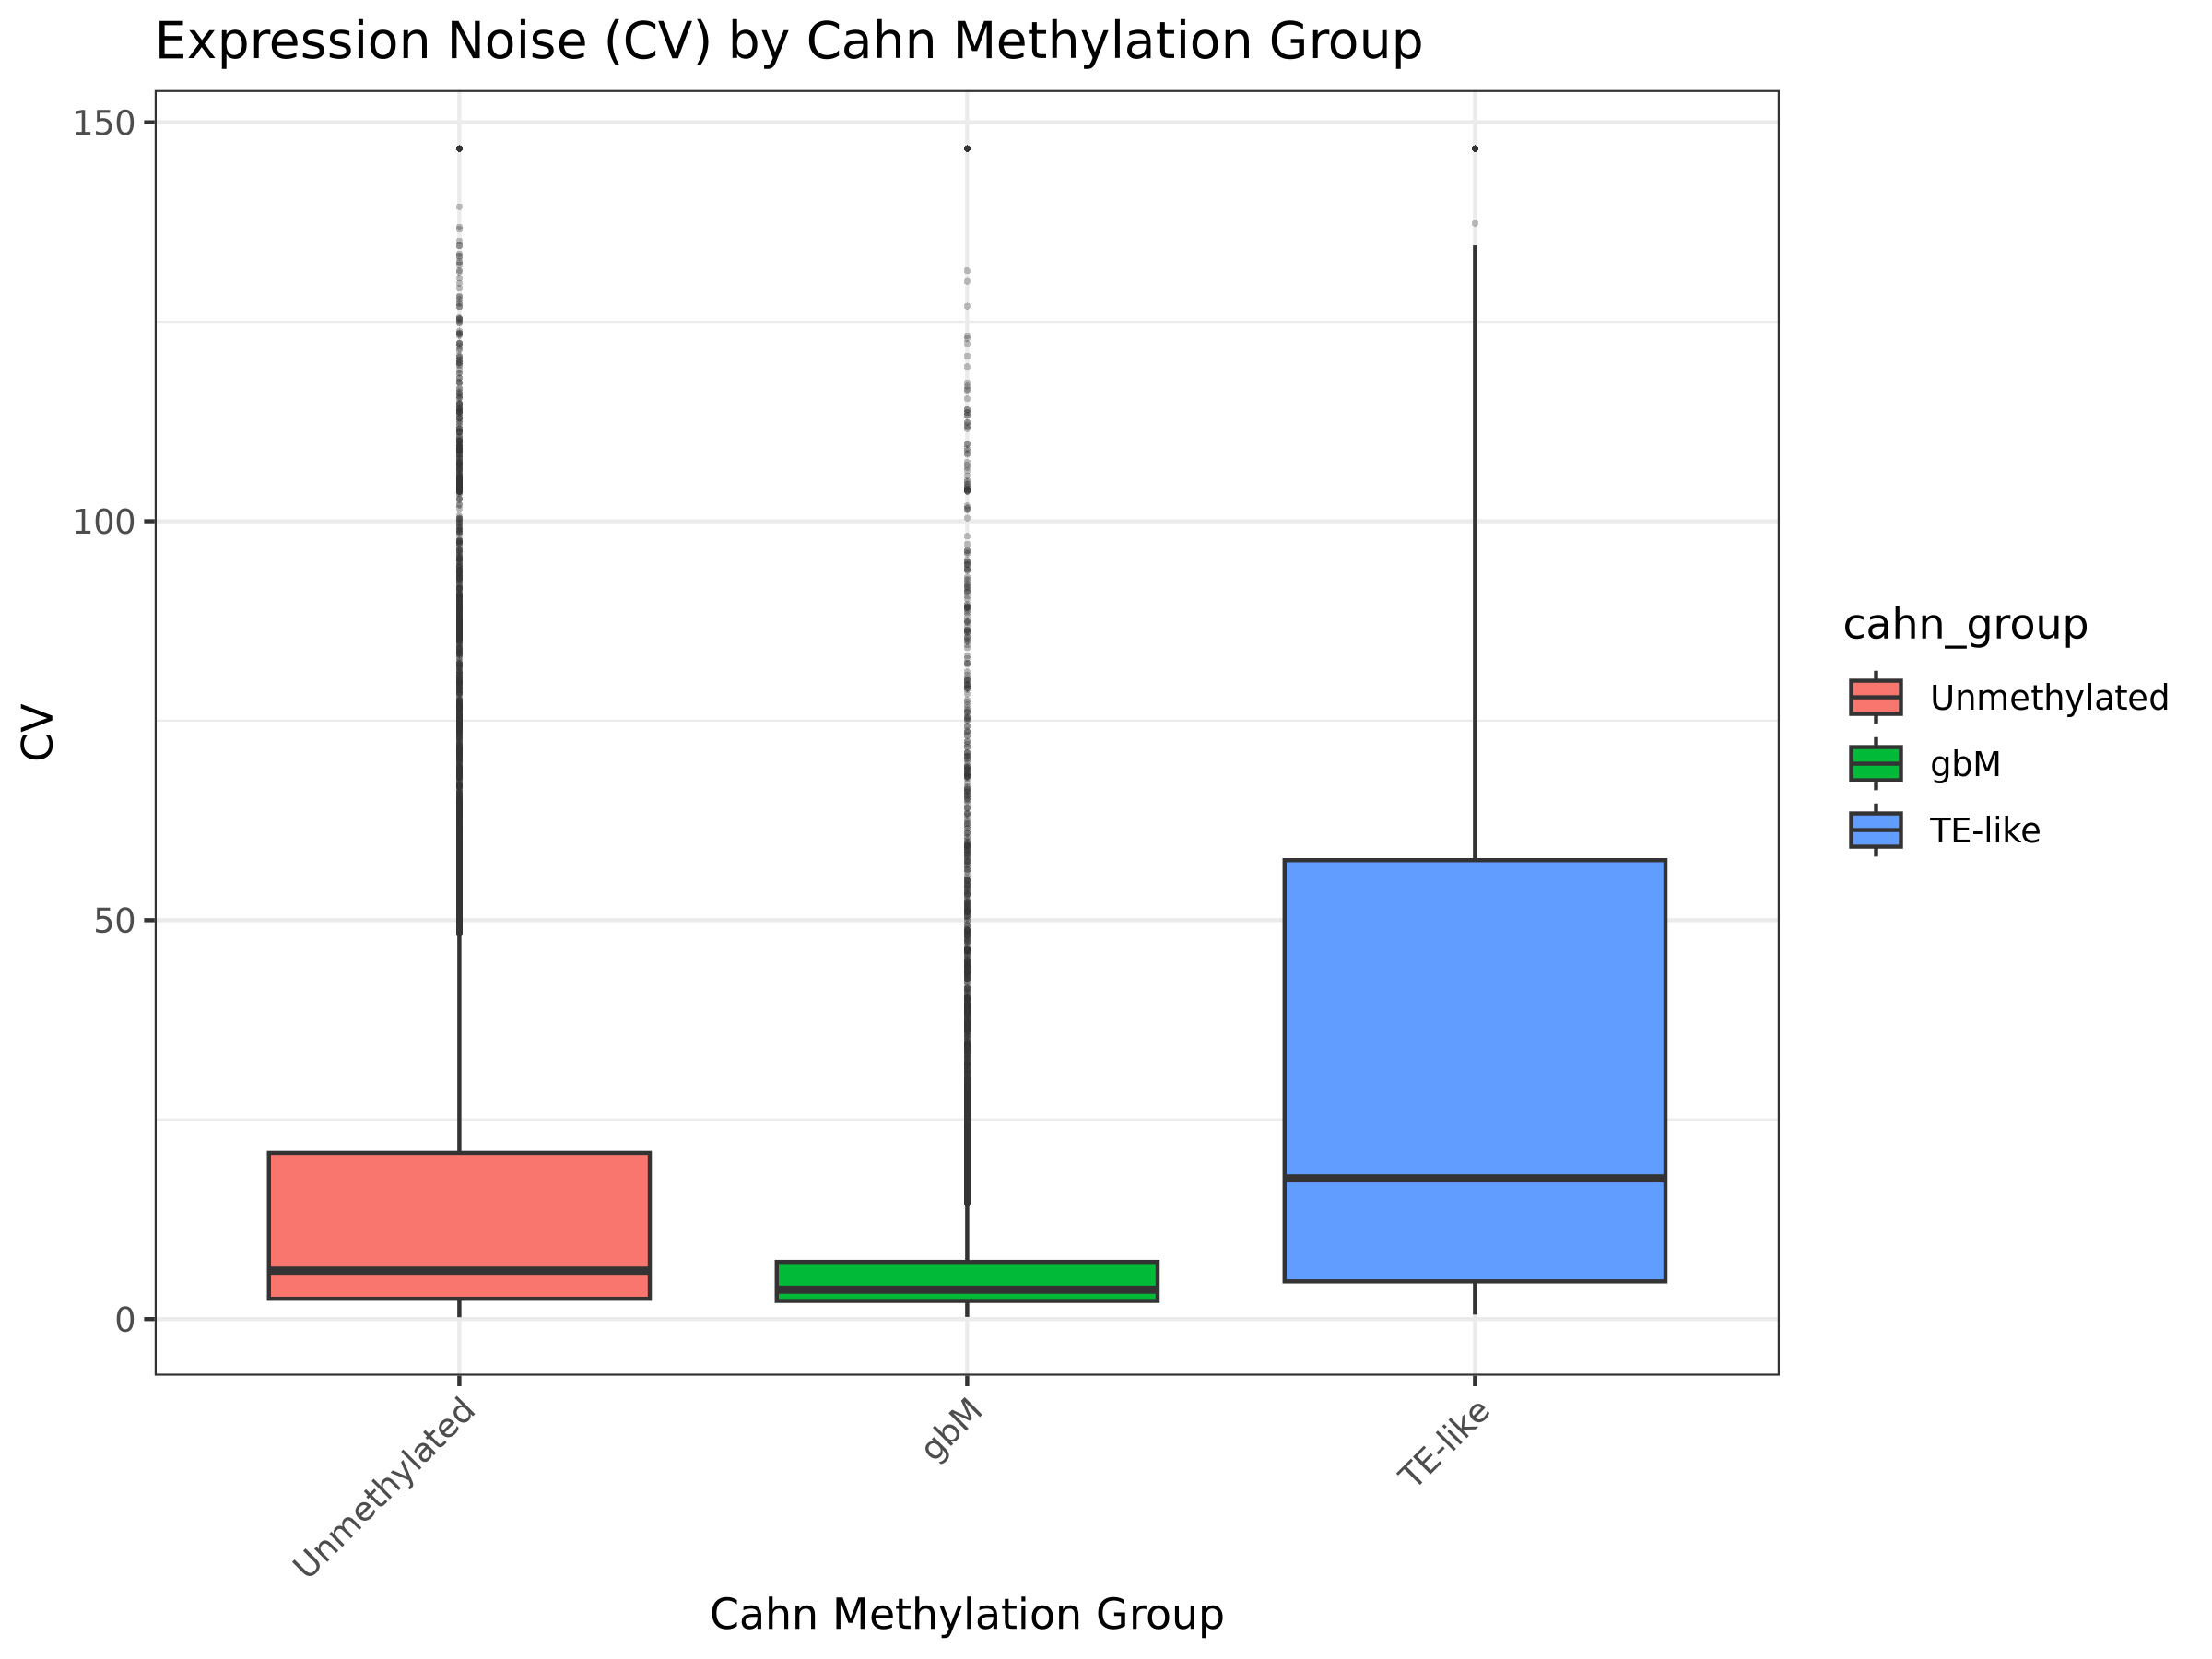 Expression Noise (CV) by Cahn Methylation Group
150
100
50
0
CV
Unmethylated
gbM
TE-like
Cahn Methylation Group
cahn_group
Unmethylated
gbM
TE-like